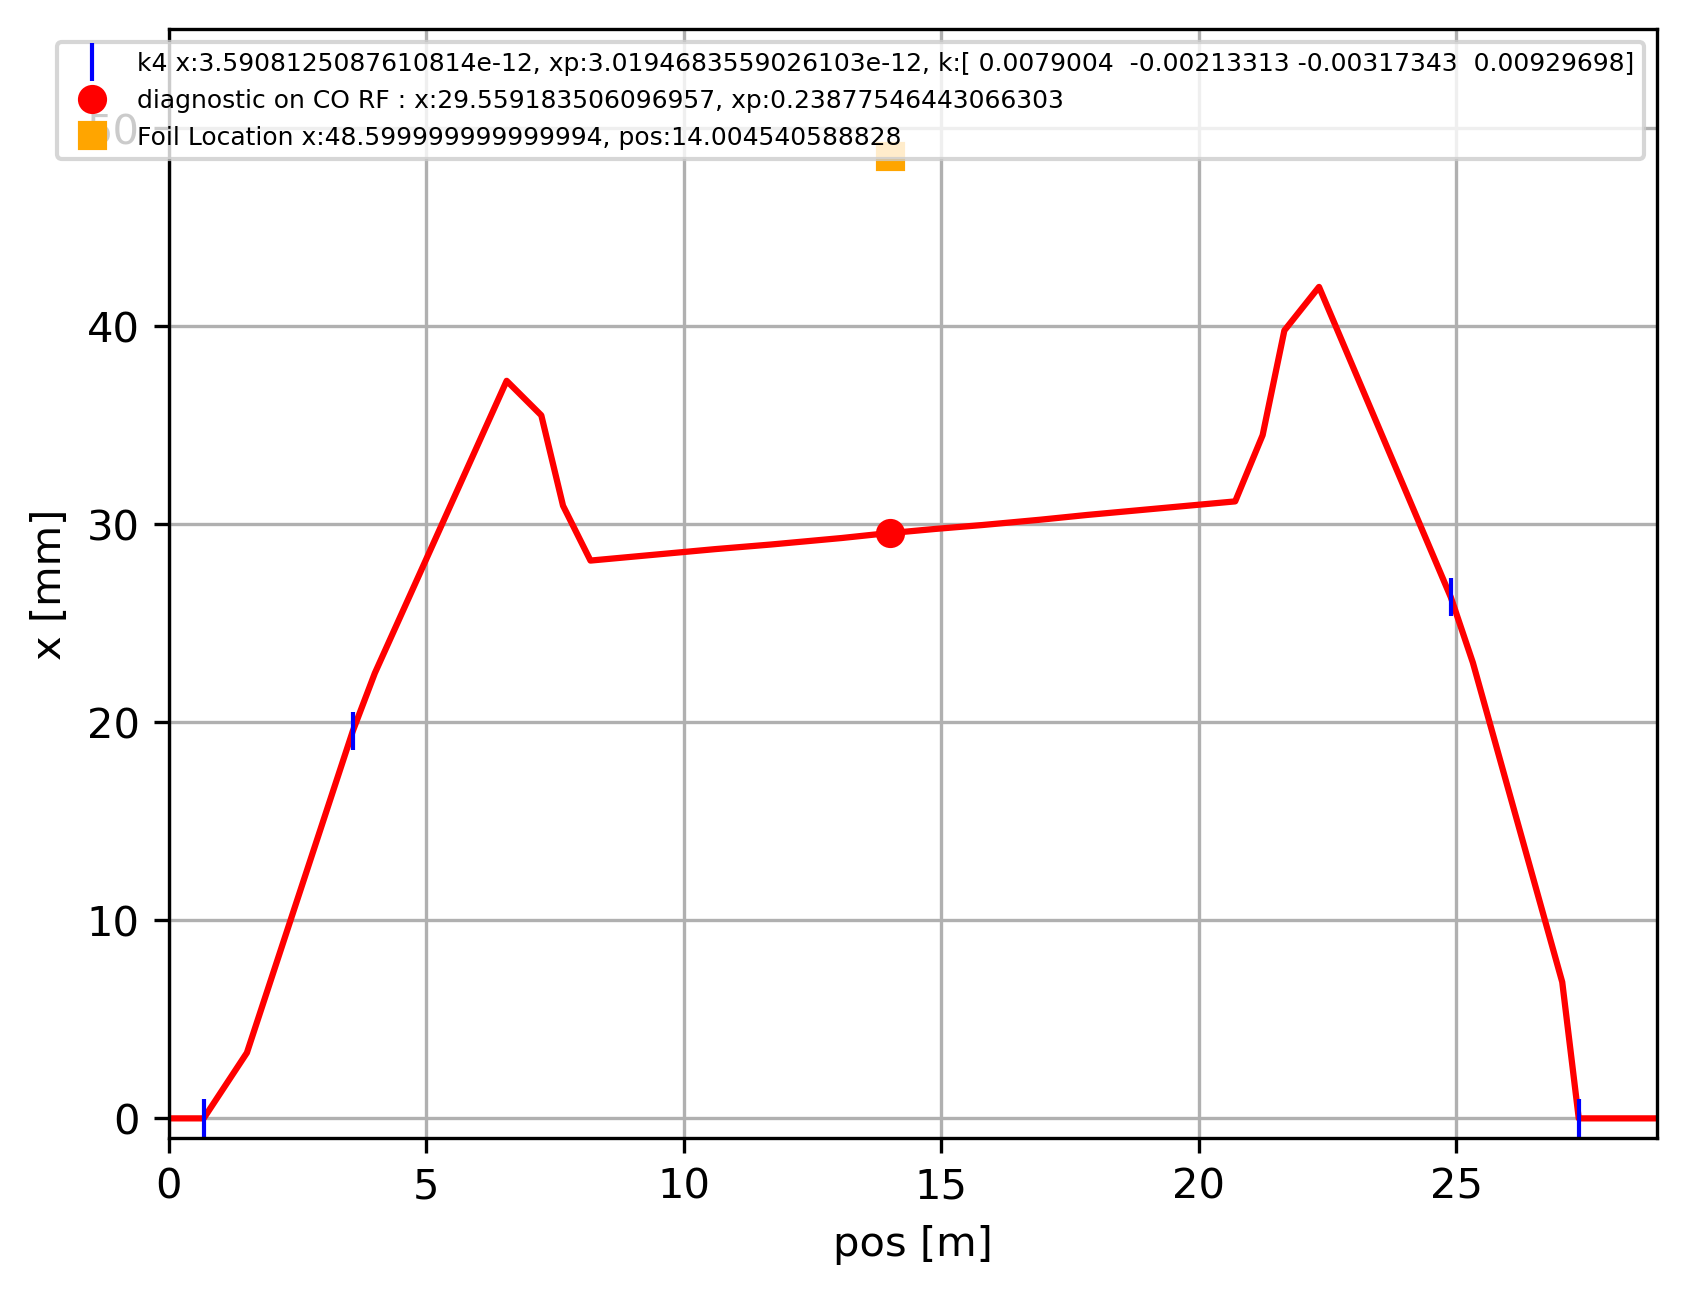 k4 x:3.5908125087610814e-12, xp:3.0194683559026103e-12, k:[ 0.0079004  -0.00213313 -0.00317343  0.00929698]
diagnostic on CO RF : x:29.559183506096957, xp:0.23877546443066303
Foil Location x:48.599999999999994, pos:14.004540588828
50
40
30
20
10
0
x [mm]
0 5 10 15 20 25
pos [m]